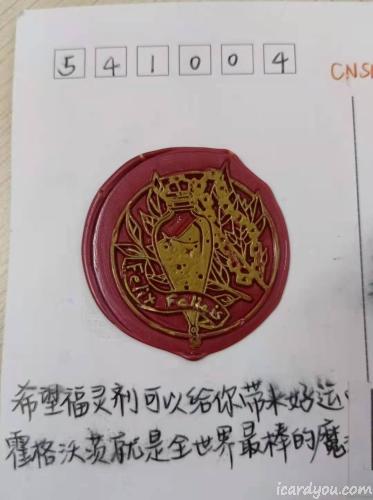 541004
CNSH
Felix Felicis
希望福灵剂可以给你带来好运
霍格沃茨就是全世界最棒的魔
icardyou.com